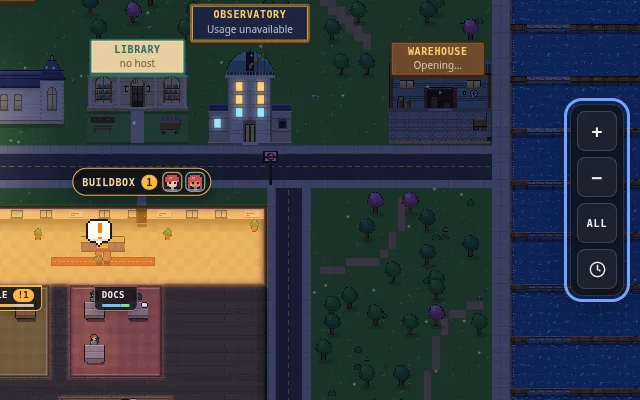 OBSERVATORY
Usage unavailable
LIBRARY
no host
WAREHOUSE
Opening...
+
−
ALL
BUILDBOX 1
LE !1
DOCS